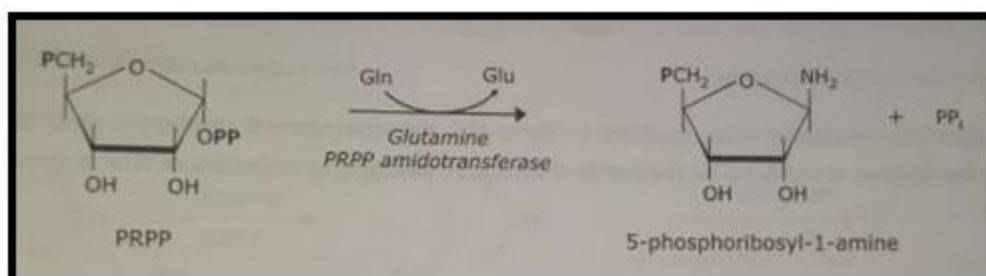 PCH2
O
OPP
OH OH
PRPP
Gln Glu
Glutamine
PRPP amidotransferase
PCH2 NH2
O
OH OH
5-phosphoribosyl-1-amine
+ PPi